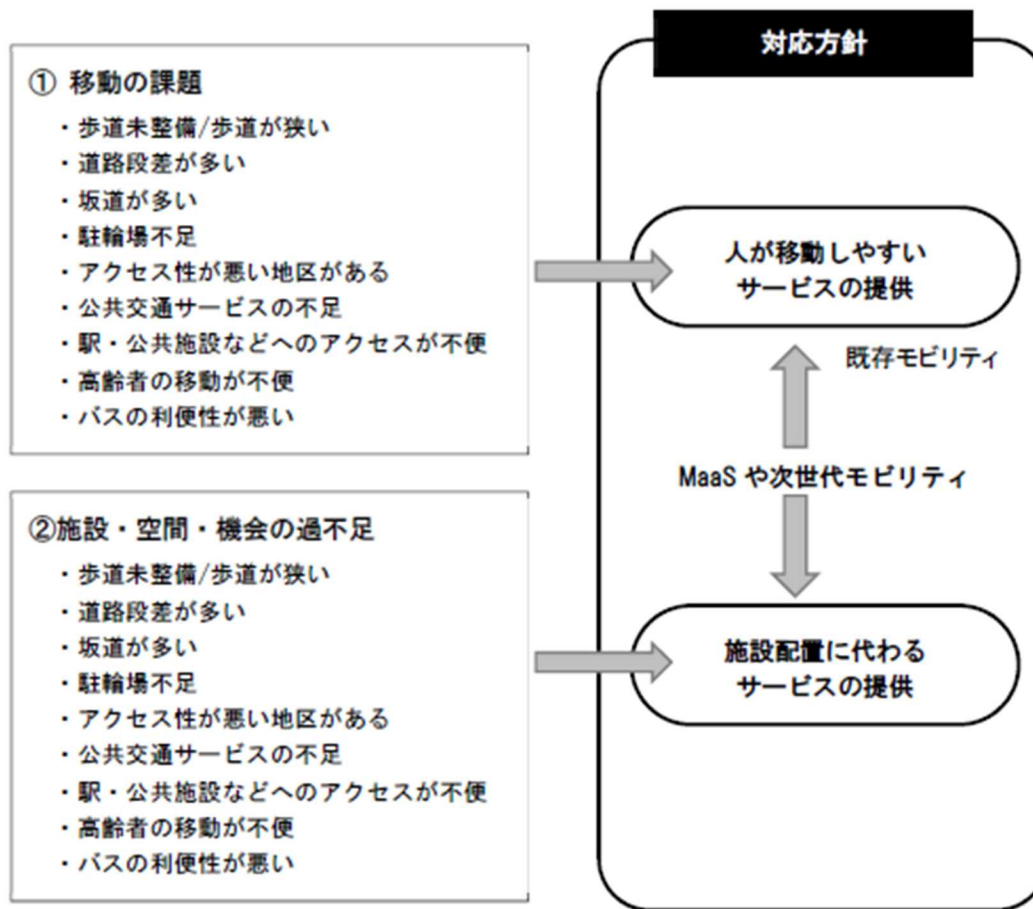 ① 移動の課題
・歩道未整備/歩道が狭い
・道路段差が多い
・坂道が多い
・駐輪場不足
・アクセス性が悪い地区がある
・公共交通サービスの不足
・駅・公共施設などへのアクセスが不便
・高齢者の移動が不便
・バスの利便性が悪い
②施設・空間・機会の過不足
・歩道未整備/歩道が狭い
・道路段差が多い
・坂道が多い
・駐輪場不足
・アクセス性が悪い地区がある
・公共交通サービスの不足
・駅・公共施設などへのアクセスが不便
・高齢者の移動が不便
・バスの利便性が悪い
対応方針
人が移動しやすい
サービスの提供
既存モビリティ
MaaS や次世代モビリティ
施設配置に代わる
サービスの提供